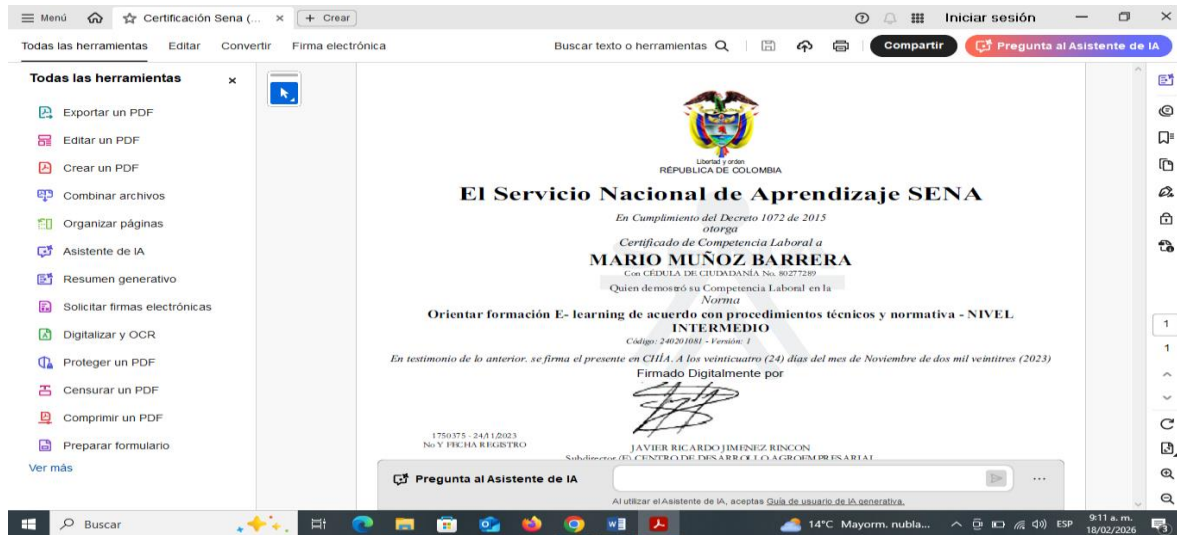 Menú
Certificación Sena (...
Crear
Iniciar sesión
Todas las herramientas Editar Convertir Firma electrónica
Buscar texto o herramientas
Compartir
Pregunta al Asistente de IA
Todas las herramientas
Exportar un PDF
Editar un PDF
Crear un PDF
Combinar archivos
Organizar páginas
Asistente de IA
Resumen generativo
Solicitar firmas electrónicas
Digitalizar y OCR
Proteger un PDF
Censurar un PDF
Comprimir un PDF
Preparar formulario
Ver más
Libertad y orden
RÉPUBLICA DE COLOMBIA
El Servicio Nacional de Aprendizaje SENA
En Cumplimiento del Decreto 1072 de 2015
otorga
Certificado de Competencia Laboral a
MARIO MUÑOZ BARRERA
Con CÉDULA DE CIUDADANÍA No. 80277289
Quien demostró su Competencia Laboral en la
Norma
Orientar formación E- learning de acuerdo con procedimientos técnicos y normativa - NIVEL
INTERMEDIO
Código: 240201081 - Versión: 1
En testimonio de lo anterior. se firma el presente en CHÍA. A los veinticuatro (24) días del mes de Noviembre de dos mil veintitres (2023)
Firmado Digitalmente por
1750375 - 24/11/2023
No Y FECHA REGISTRO
JAVIER RICARDO JIMENEZ RINCON
Subdirector (E) CENTRO DE DESARROLLO AGROEMPRESARIAL
Pregunta al Asistente de IA
Al utilizar el Asistente de IA, aceptas Guía de usuario de IA generativa.
1
1
Buscar
14°C Mayorm. nubla...
ESP
9:11 a. m.
18/02/2026
3